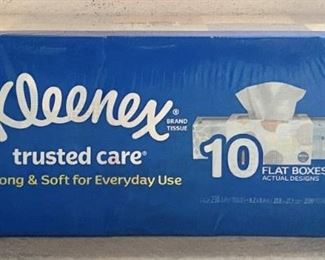 Kleenex®
BRAND
TISSUE
trusted care®
ong & Soft for Everyday Use
10
FLAT BOXES
ACTUAL DESIGNS